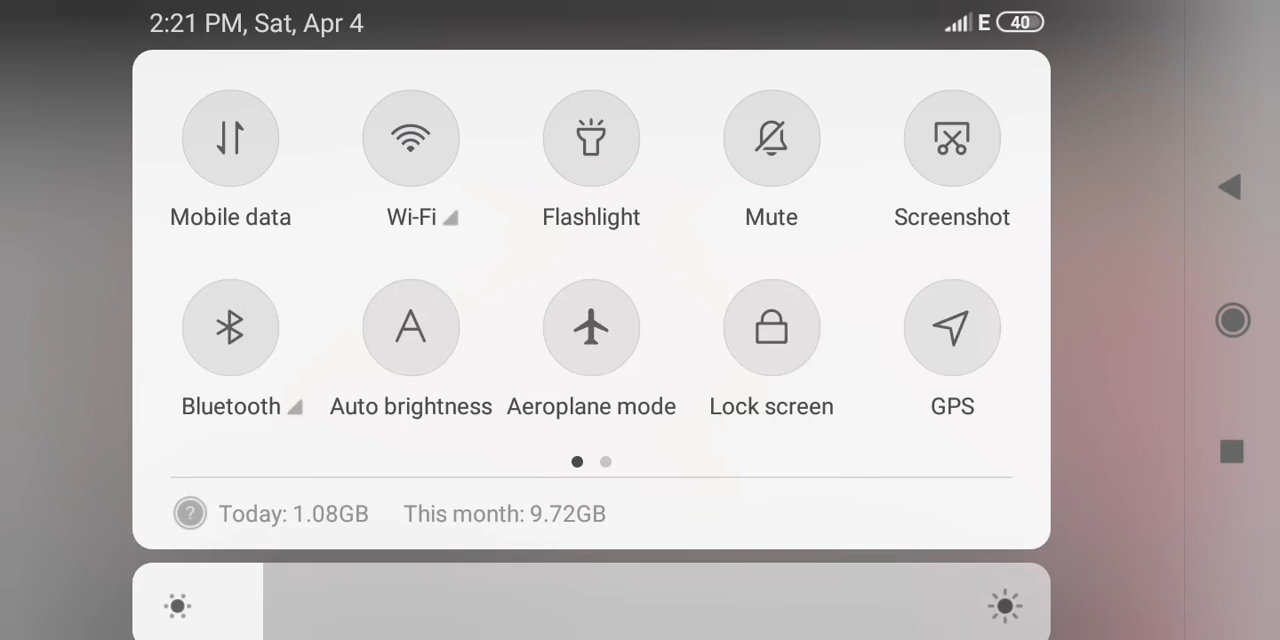 2:21 PM, Sat, Apr 4 E 40
Mobile data Wi-Fi Flashlight Mute Screenshot
A
Bluetooth Auto brightness Aeroplane mode Lock screen GPS
? Today: 1.08GB This month: 9.72GB